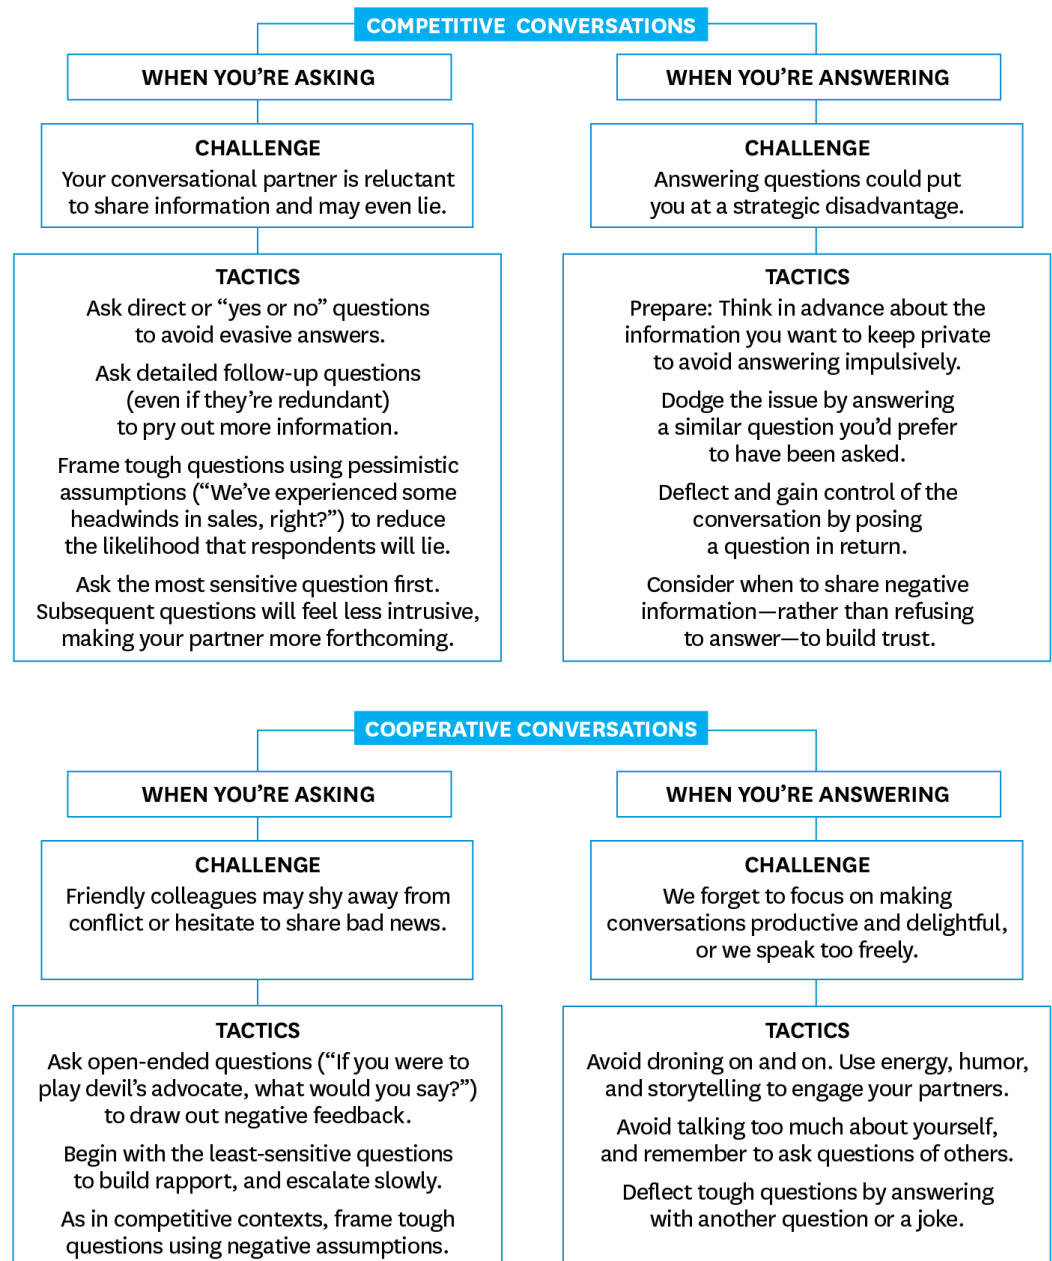 COMPETITIVE CONVERSATIONS
WHEN YOU’RE ASKING
CHALLENGE
Your conversational partner is reluctant
to share information and may even lie.
TACTICS
Ask direct or “yes or no” questions
to avoid evasive answers.
Ask detailed follow-up questions
(even if they’re redundant)
to pry out more information.
Frame tough questions using pessimistic
assumptions (“We’ve experienced some
headwinds in sales, right?”) to reduce
the likelihood that respondents will lie.
Ask the most sensitive question first.
Subsequent questions will feel less intrusive,
making your partner more forthcoming.
WHEN YOU’RE ANSWERING
CHALLENGE
Answering questions could put
you at a strategic disadvantage.
TACTICS
Prepare: Think in advance about the
information you want to keep private
to avoid answering impulsively.
Dodge the issue by answering
a similar question you’d prefer
to have been asked.
Deflect and gain control of the
conversation by posing
a question in return.
Consider when to share negative
information—rather than refusing
to answer—to build trust.
COOPERATIVE CONVERSATIONS
WHEN YOU’RE ASKING
CHALLENGE
Friendly colleagues may shy away from
conflict or hesitate to share bad news.
TACTICS
Ask open-ended questions (“If you were to
play devil’s advocate, what would you say?”)
to draw out negative feedback.
Begin with the least-sensitive questions
to build rapport, and escalate slowly.
As in competitive contexts, frame tough
questions using negative assumptions.
WHEN YOU’RE ANSWERING
CHALLENGE
We forget to focus on making
conversations productive and delightful,
or we speak too freely.
TACTICS
Avoid droning on and on. Use energy, humor,
and storytelling to engage your partners.
Avoid talking too much about yourself,
and remember to ask questions of others.
Deflect tough questions by answering
with another question or a joke.